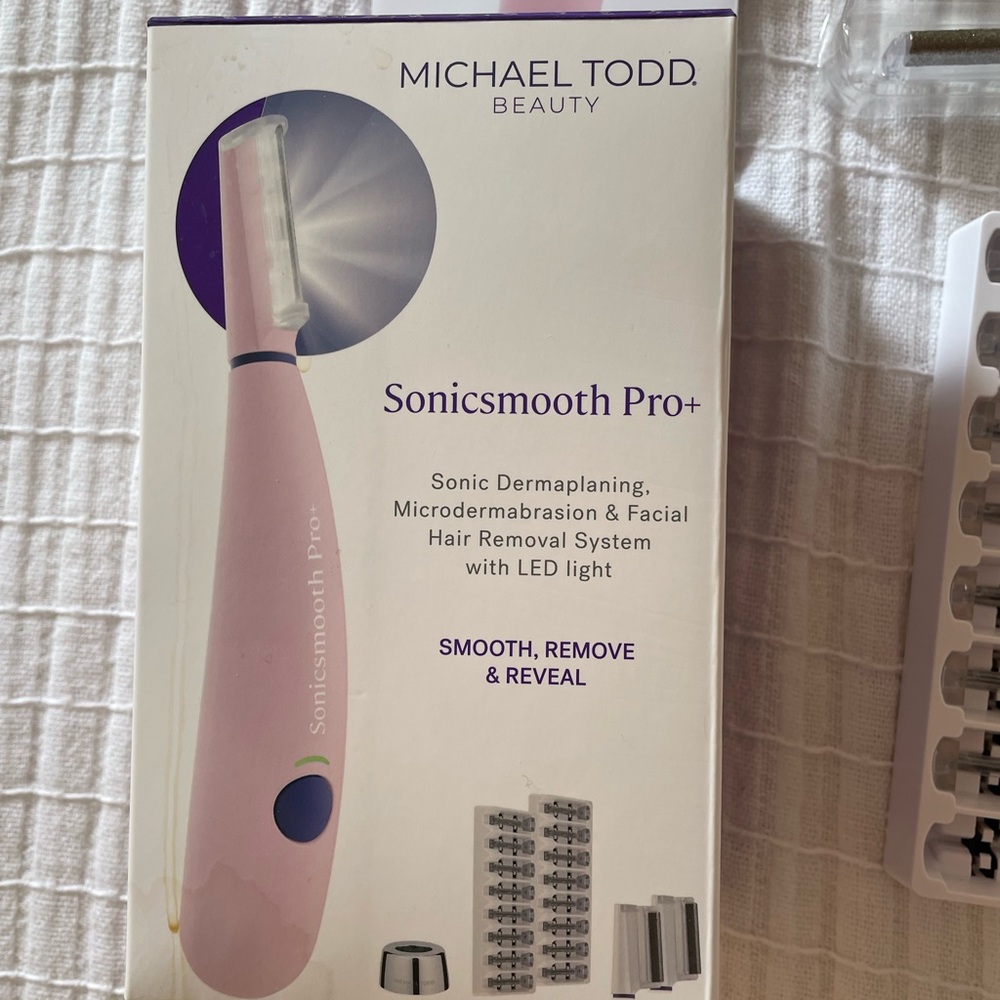 MICHAEL TODD
BEAUTY
Sonicsmooth Pro+
Sonic Dermaplaning,
Microdermabrasion & Facial
Hair Removal System
with LED light
SMOOTH, REMOVE
& REVEAL
Sonicsmooth Pro+